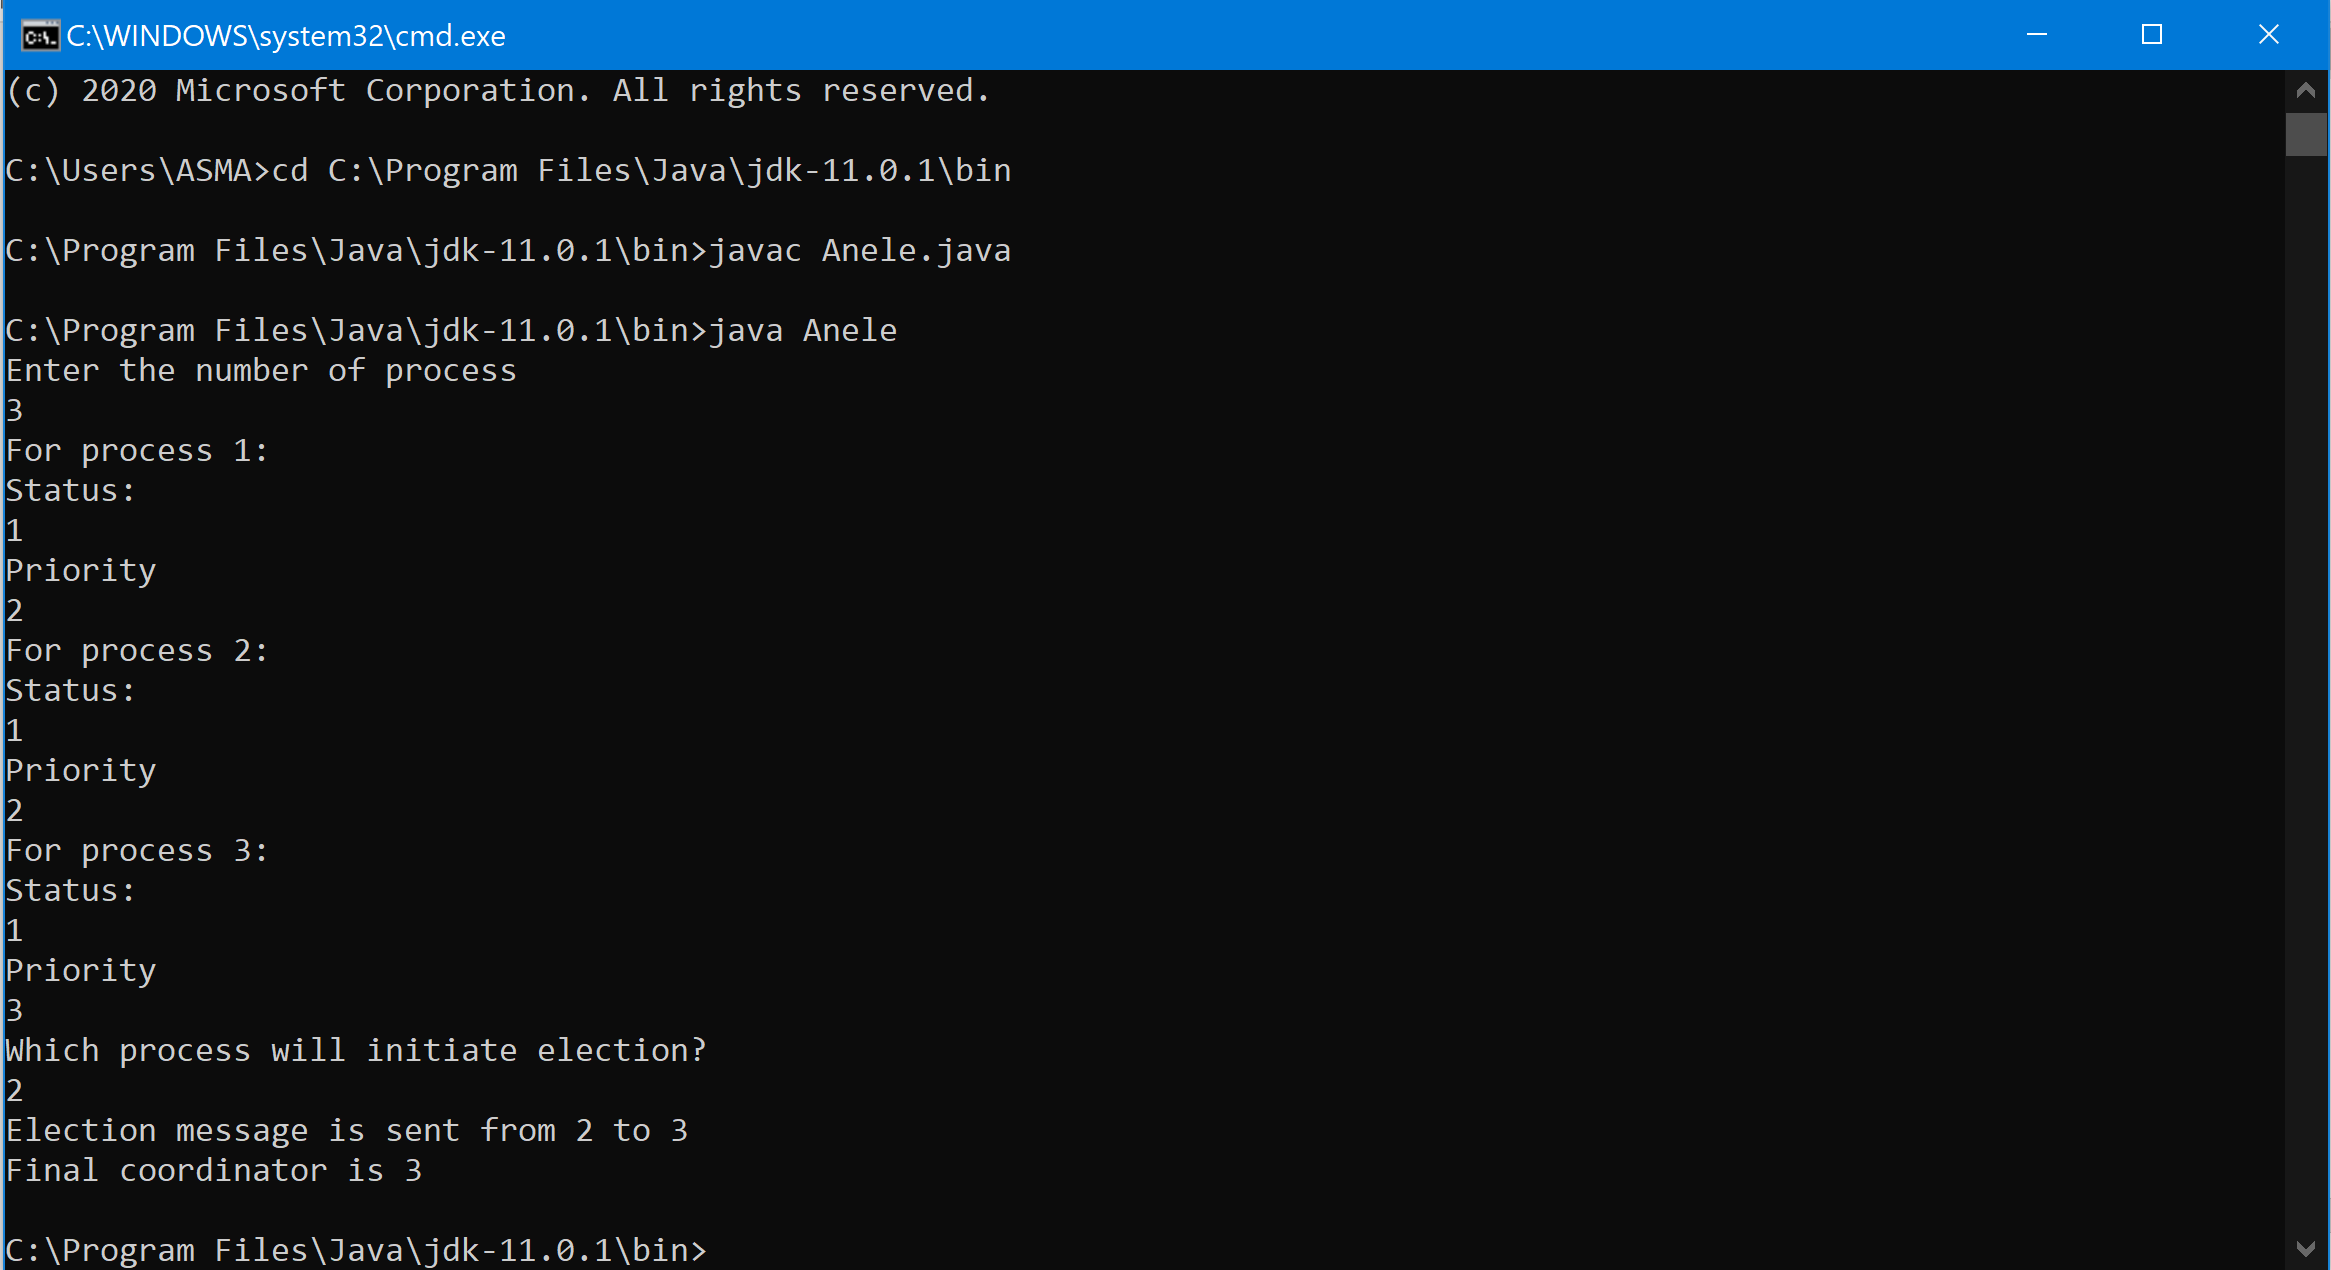 C:\WINDOWS\system32\cmd.exe
(c) 2020 Microsoft Corporation. All rights reserved.
C:\Users\ASMA>cd C:\Program Files\Java\jdk-11.0.1\bin
C:\Program Files\Java\jdk-11.0.1\bin>javac Anele.java
C:\Program Files\Java\jdk-11.0.1\bin>java Anele
Enter the number of process
3
For process 1:
Status:
1
Priority
2
For process 2:
Status:
1
Priority
2
For process 3:
Status:
1
Priority
3
Which process will initiate election?
2
Election message is sent from 2 to 3
Final coordinator is 3
C:\Program Files\Java\jdk-11.0.1\bin>